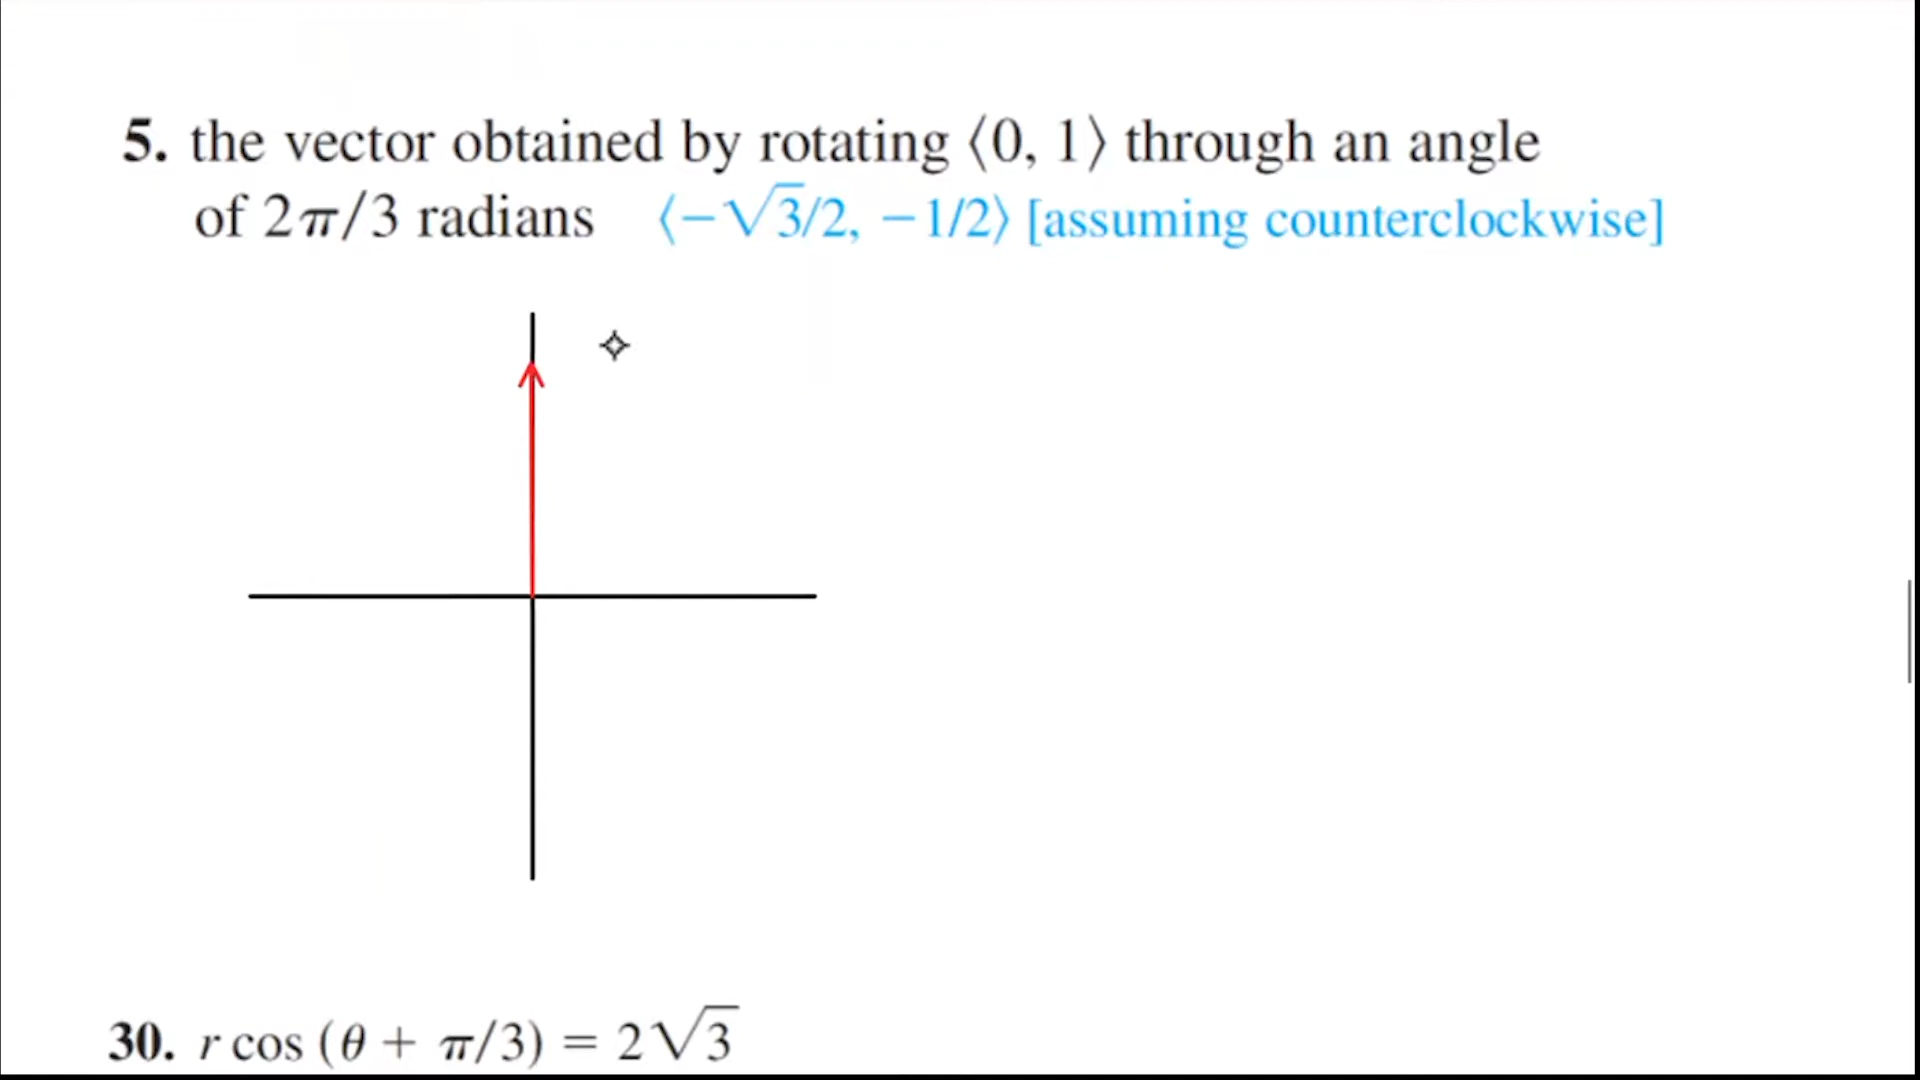 5. the vector obtained by rotating ⟨0, 1⟩ through an angle
of 2π/3 radians ⟨−√3/2, −1/2⟩ [assuming counterclockwise]
30. r cos (θ + π/3) = 2√3